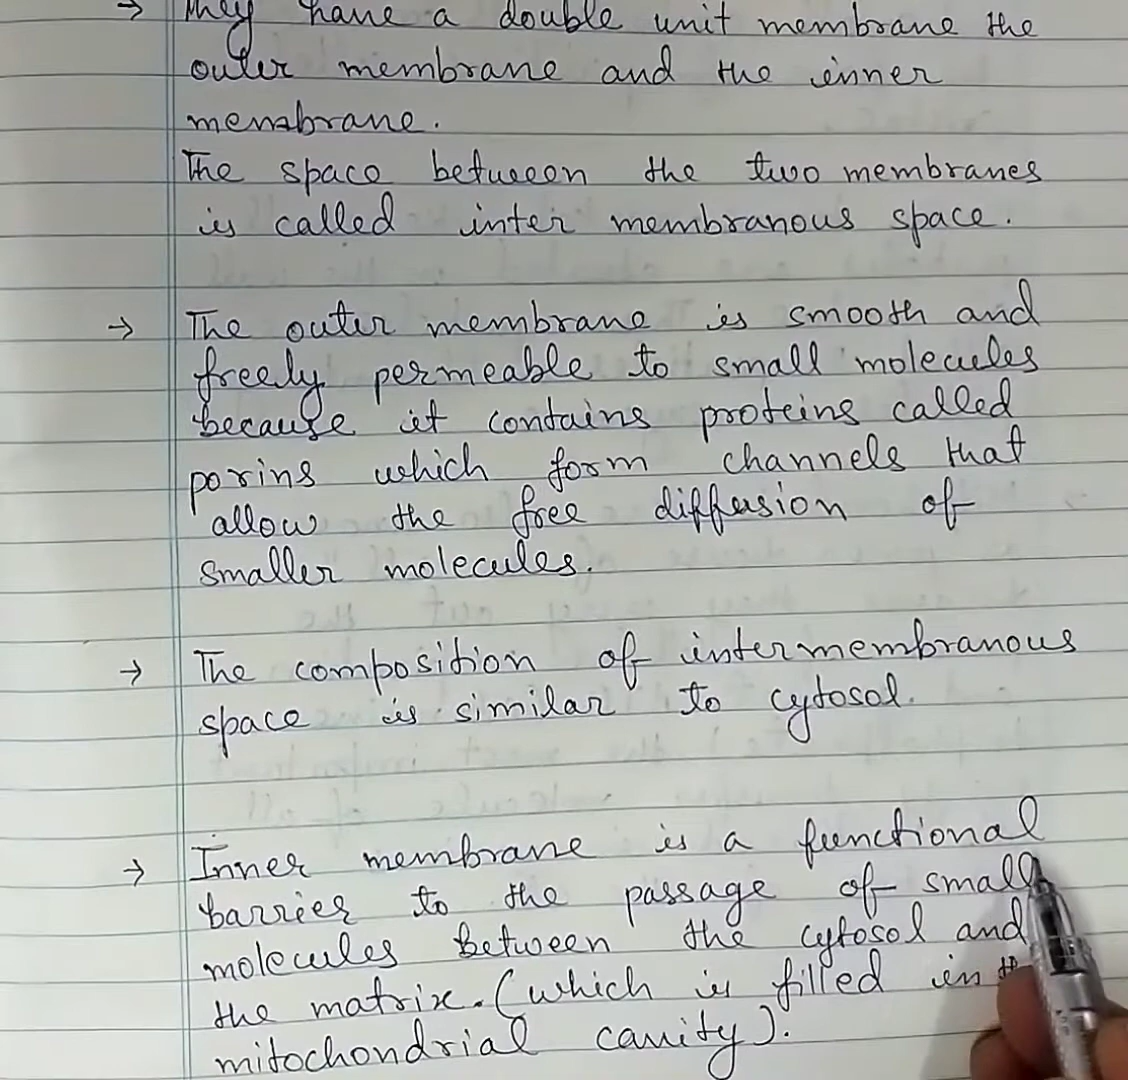 → They have a double unit membrane the
outer membrane and the inner
membrane.
The space between the two membranes
is called inter membranous space.
→ The outer membrane is smooth and
freely permeable to small molecules
because it contains proteins called
porins which form channels that
allow the free diffusion of
smaller molecules.
→ The composition of intermembranous
space is similar to cytosol.
→ Inner membrane is a functional
barrier to the passage of small
molecules between the cytosol and
the matrix. (which is filled in
mitochondrial cavity).